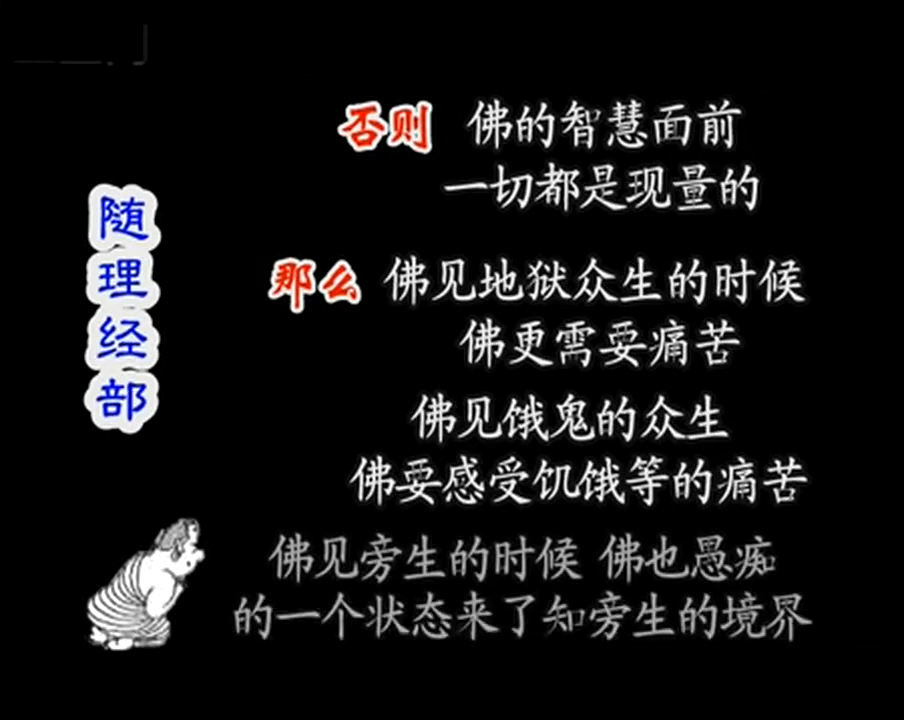 随理经部
否则 佛的智慧面前
一切都是现量的
那么 佛见地狱众生的时候
佛更需要痛苦
佛见饿鬼的众生
佛要感受饥饿等的痛苦
佛见旁生的时候 佛也愚痴
的一个状态来了知旁生的境界